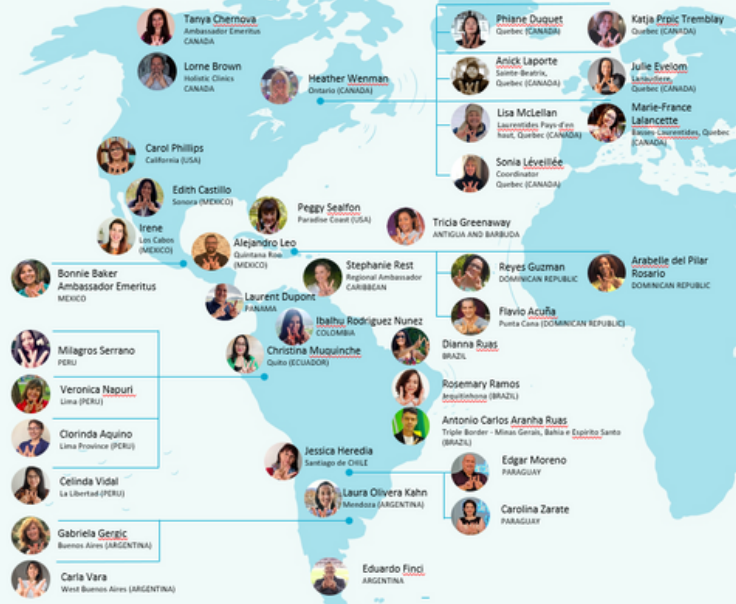 Tanya Chernova
Ambassador Emeritus
CANADA
Lorne Brown
Holistic Clinics
CANADA
Heather Wenman
Ontario (CANADA)
Phiane Duquet
Quebec (CANADA)
Katja Prpic Tremblay
Quebec (CANADA)
Anick Laporte
Sainte-Beatrix,
Quebec (CANADA)
Julie Evelom
Lanaudiere,
Quebec (CANADA)
Lisa McLellan
Laurentides Pays-d'en
haut, Quebec (CANADA)
Marie-France
Lalancette
Basses-Laurentides, Quebec
(CANADA)
Sonia Léveillée
Coordinator
Quebec (CANADA)
Carol Phillips
California (USA)
Edith Castillo
Sonora (MEXICO)
Irene
Los Cabos
(MEXICO)
Peggy Sealfon
Paradise Coast (USA)
Alejandro Leo
Quintana Roo
(MEXICO)
Tricia Greenaway
ANTIGUA AND BARBUDA
Bonnie Baker
Ambassador Emeritus
MEXICO
Stephanie Rest
Regional Ambassador
CARIBBEAN
Reyes Guzman
DOMINICAN REPUBLIC
Arabelle del Pilar
Rosario
DOMINICAN REPUBLIC
Laurent Dupont
PANAMA
Flavio Acuña
Punta Cana (DOMINICAN REPUBLIC)
Ibalhu Rodriguez Nunez
COLOMBIA
Christina Muquinche
Quito (ECUADOR)
Dianna Ruas
BRAZIL
Milagros Serrano
PERU
Veronica Napuri
Lima (PERU)
Rosemary Ramos
Jequitinhona (BRAZIL)
Clorinda Aquino
Lima Province (PERU)
Antonio Carlos Aranha Ruas
Triple Border - Minas Gerais, Bahia e Espirito Santo
(BRAZIL)
Celinda Vidal
La Libertad (PERU)
Jessica Heredia
Santiago de CHILE
Edgar Moreno
PARAGUAY
Laura Olivera Kahn
Mendoza (ARGENTINA)
Carolina Zarate
PARAGUAY
Gabriela Gergic
Buenos Aires (ARGENTINA)
Carla Vara
West Buenos Aires (ARGENTINA)
Eduardo Finci
ARGENTINA